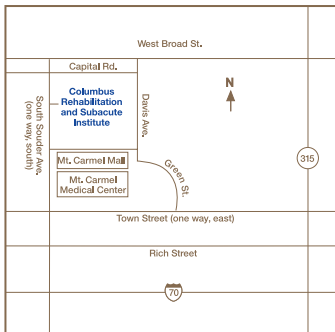 West Broad St.
Capital Rd.
Columbus
Rehabilitation
and Subacute
Institute
South Souder Ave.
(one way, south)
Davis Ave.
N
315
Mt. Carmel Mall
Green St.
Mt. Carmel
Medical Center
Town Street (one way, east)
Rich Street
70